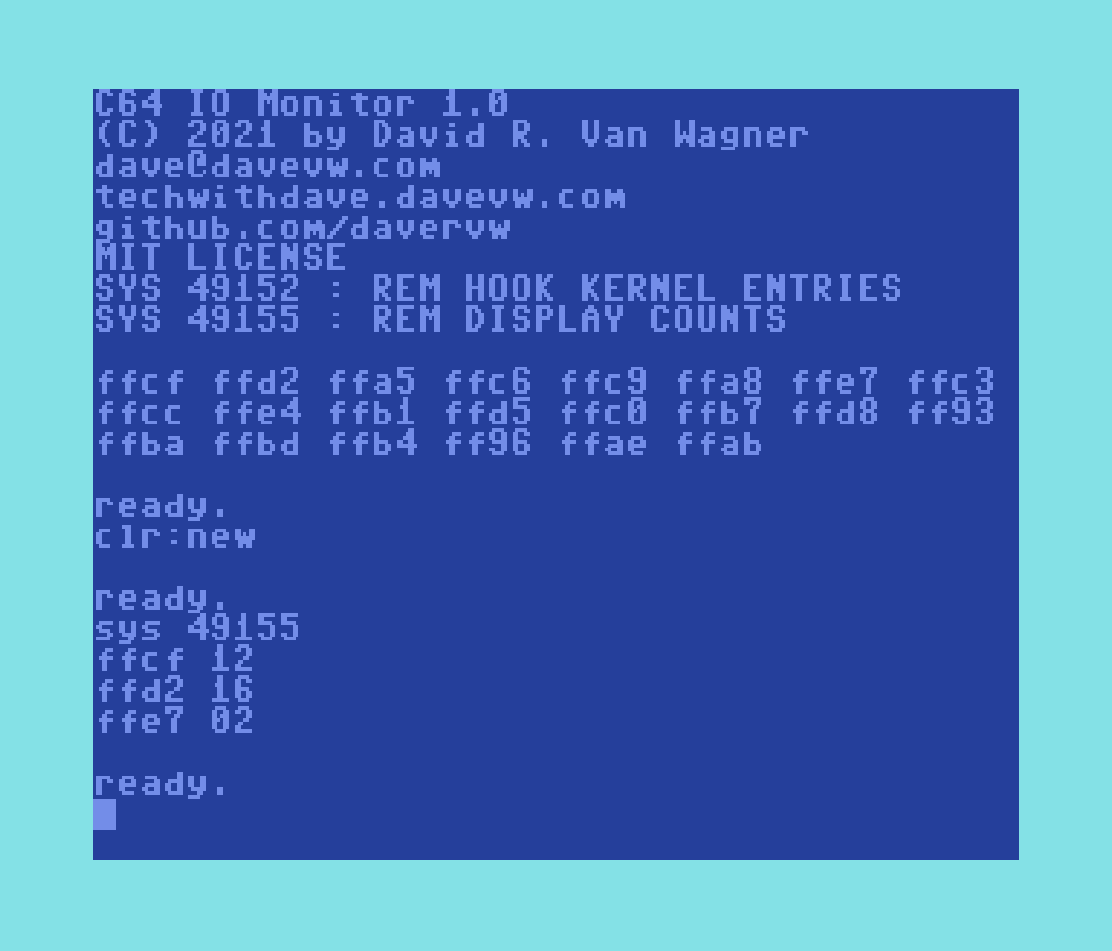 C64 IO Monitor 1.0
(C) 2021 by David R. Van Wagner
dave@davevw.com
techwithdave.davevw.com
github.com/davervw
MIT LICENSE
SYS 49152 : REM HOOK KERNEL ENTRIES
SYS 49155 : REM DISPLAY COUNTS
ffcf ffd2 ffa5 ffc6 ffc9 ffa8 ffe7 ffc3
ffcc ffe4 ffb1 ffd5 ffc0 ffb7 ffd8 ff93
ffba ffbd ffb4 ff96 ffae ffab
ready.
clr:new
ready.
sys 49155
ffcf 12
ffd2 16
ffe7 02
ready.